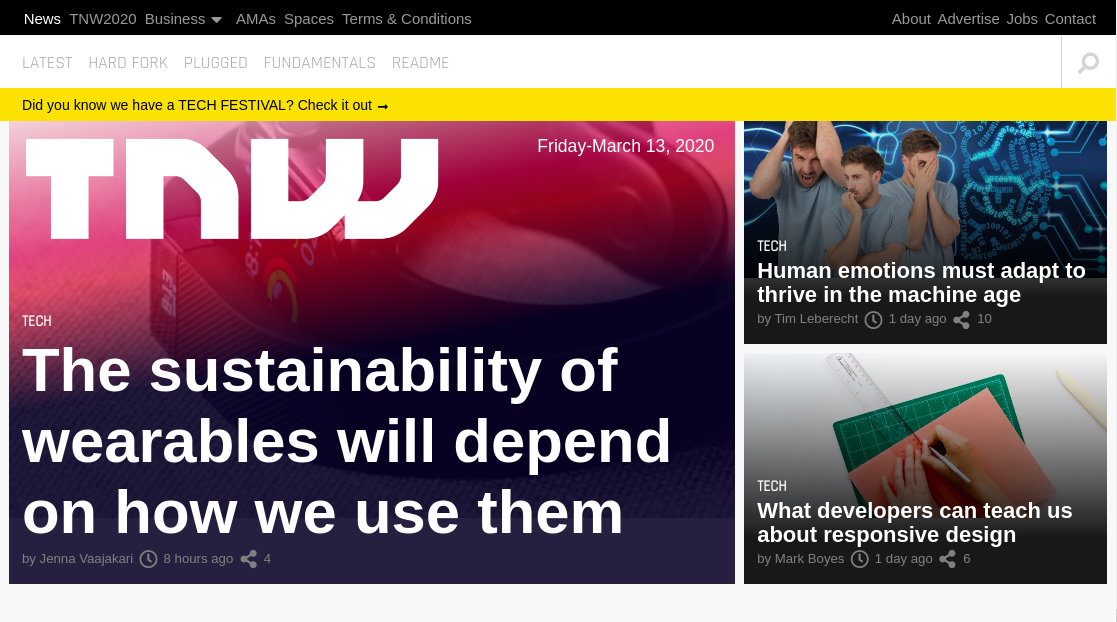 News TNW2020 Business AMAs Spaces Terms & Conditions About Advertise Jobs Contact
LATEST HARD FORK PLUGGED FUNDAMENTALS README
Did you know we have a TECH FESTIVAL? Check it out →
TNW
Friday-March 13, 2020
TECH
The sustainability of
wearables will depend
on how we use them
by Jenna Vaajakari 8 hours ago 4
TECH
Human emotions must adapt to
thrive in the machine age
by Tim Leberecht 1 day ago 10
TECH
What developers can teach us
about responsive design
by Mark Boyes 1 day ago 6